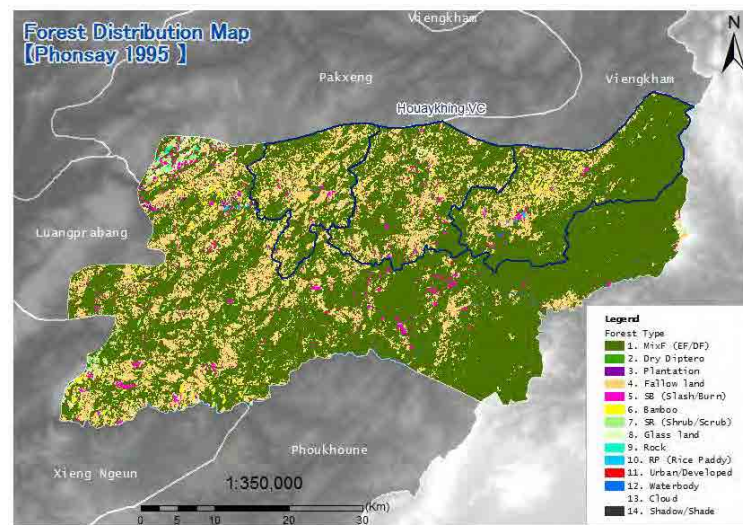 Forest Distribution Map
【Phonsay 1995 】
Viengkham
N
Pakxeng
Viengkham
Houaykhing.VC
Luangprabang
Legend
Forest Type
1. MixF (EF/DF)
2. Dry Diptero
3. Plantation
4. Fallow land
5. SB (Slash/Burn)
6. Bamboo
7. SR (Shrub/Scrub)
8. Glass land
9. Rock
10. RP (Rice Paddy)
11. Urban/Developed
12. Waterbody
13. Cloud
14. Shadow/Shade
Phoukhoune
Xieng Ngeun
1:350,000
(Km)
0 5 10 20 30